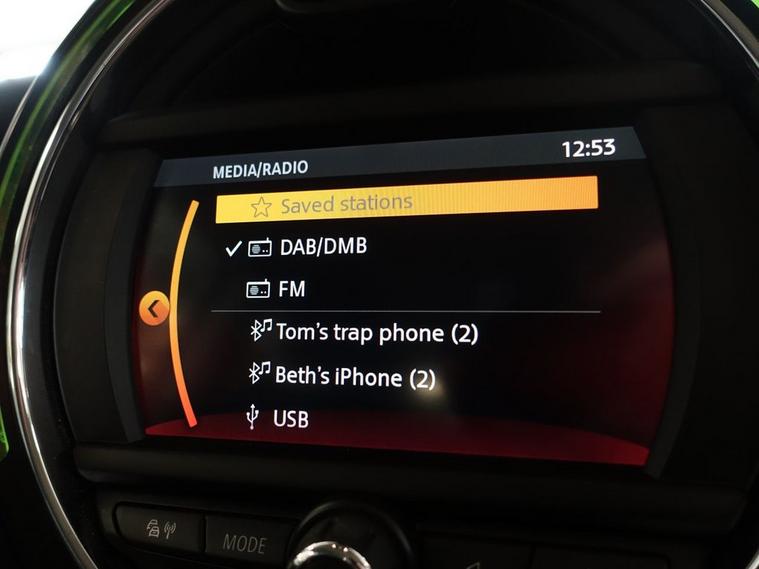 MEDIA/RADIO
12:53
Saved stations
DAB/DMB
FM
Tom's trap phone (2)
Beth's iPhone (2)
USB
MODE